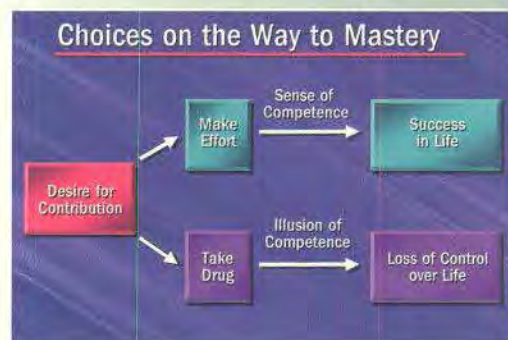 Choices on the Way to Mastery
Sense of
Competence
Make
Effort
Success
in Life
Desire for
Contribution
Illusion of
Competence
Take
Drug
Loss of Control
over Life